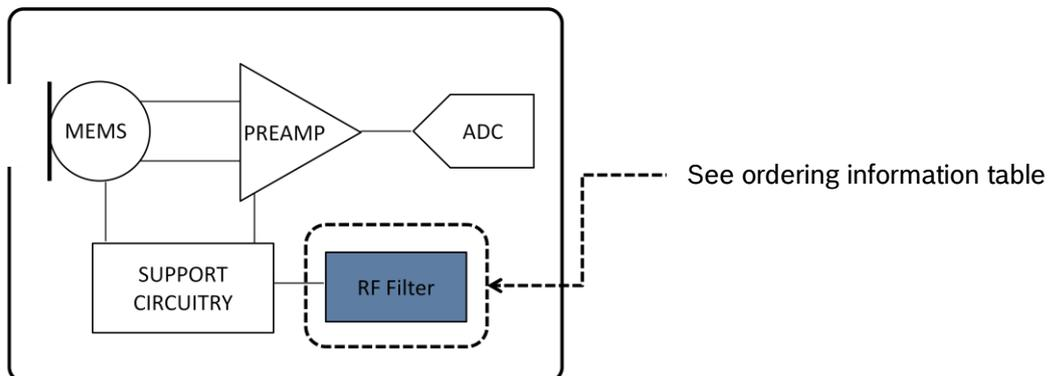 MEMS
PREAMP
ADC
See ordering information table
SUPPORT
CIRCUITRY
RF Filter